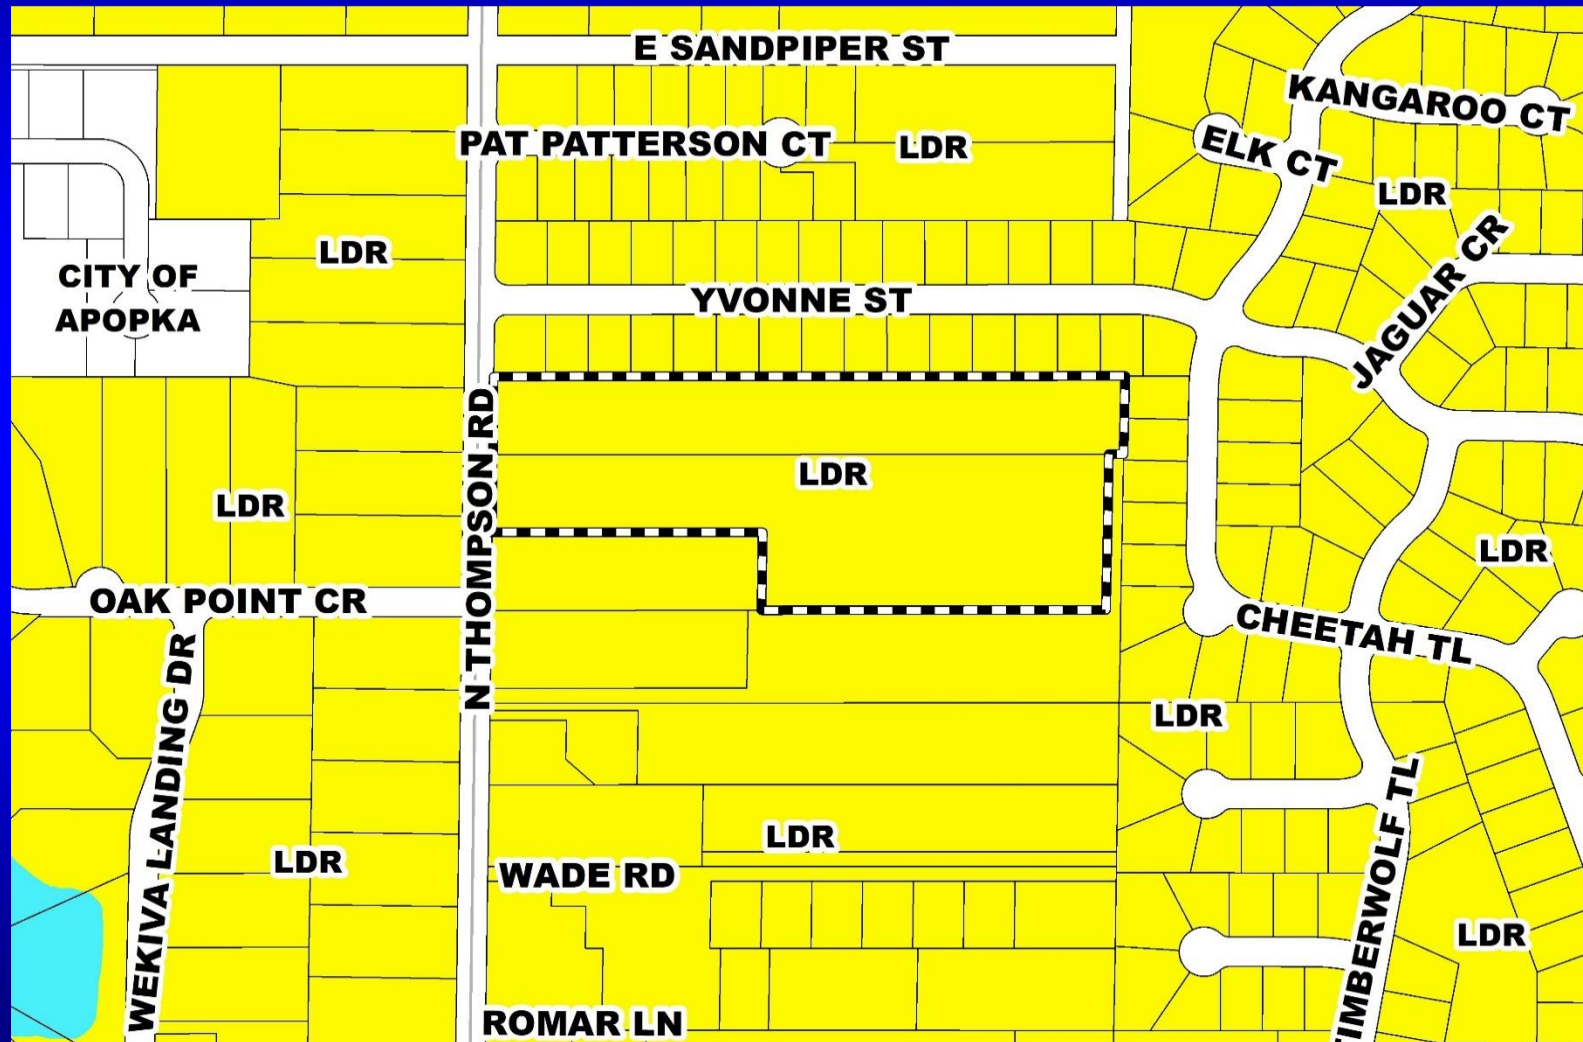 E SANDPIPER ST
KANGAROO CT
PAT PATTERSON CT
LDR
ELK CT
LDR
LDR
JAGUAR CR
CITY OF
APOPKA
YVONNE ST
N THOMPSON RD
LDR
LDR
LDR
OAK POINT CR
CHEETAH TL
WEKIVA LANDING DR
LDR
TIMBERWOLF TL
LDR
LDR
WADE RD
LDR
ROMAR LN